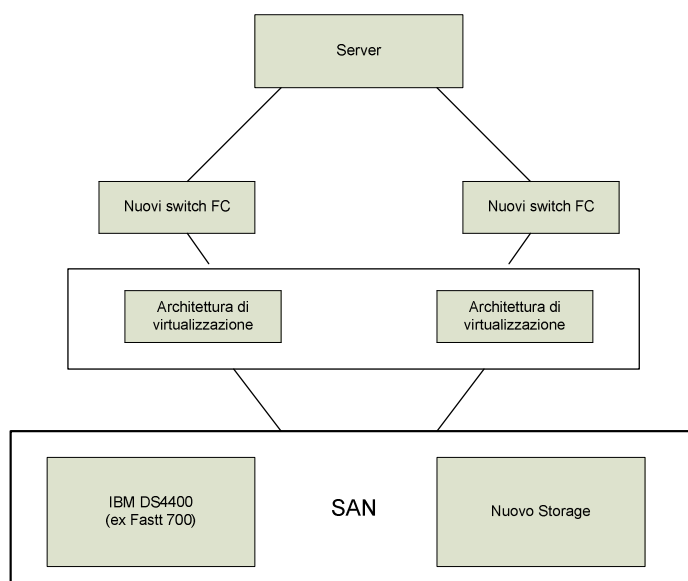 Server
Nuovi switch FC
Nuovi switch FC
Architettura di
virtualizzazione
Architettura di
virtualizzazione
IBM DS4400
(ex Fastt 700)
SAN
Nuovo Storage